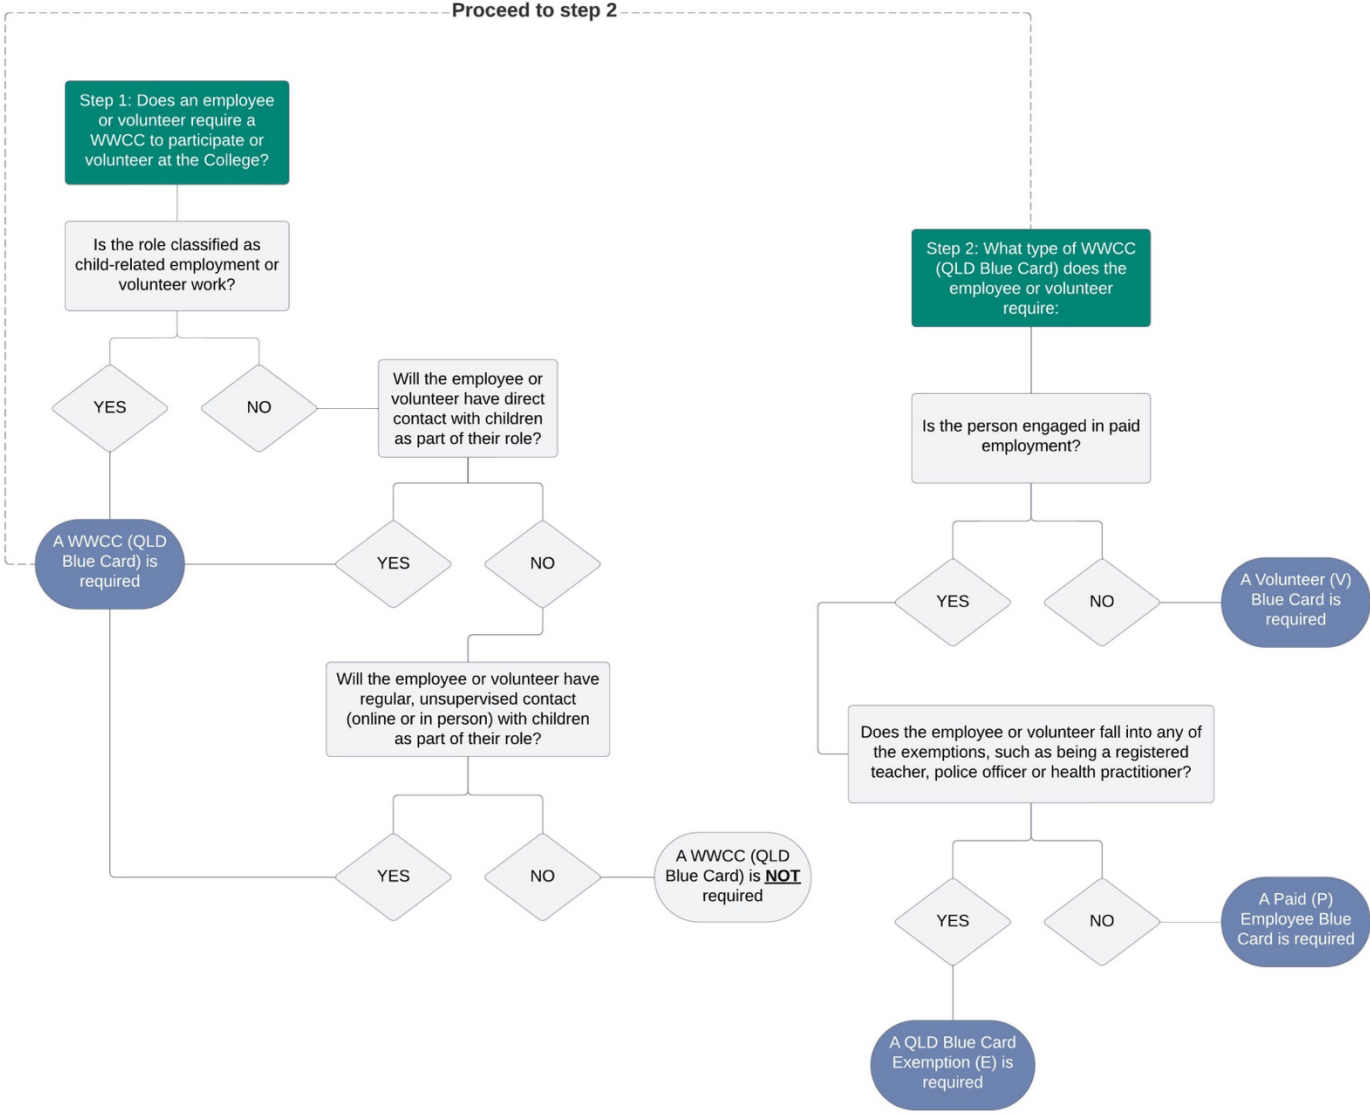 Proceed to step 2
Step 1: Does an employee
or volunteer require a
WWCC to participate or
volunteer at the College?
Is the role classified as
child-related employment or
volunteer work?
YES
NO
Will the employee or
volunteer have direct
contact with children
as part of their role?
A WWCC (QLD
Blue Card) is
required
YES
NO
Will the employee or volunteer have
regular, unsupervised contact
(online or in person) with children
as part of their role?
YES
NO
A WWCC (QLD
Blue Card) is NOT
required
Step 2: What type of WWCC
(QLD Blue Card) does the
employee or volunteer
require:
Is the person engaged in paid
employment?
YES
NO
A Volunteer (V)
Blue Card is
required
Does the employee or volunteer fall into any of
the exemptions, such as being a registered
teacher, police officer or health practitioner?
YES
NO
A Paid (P)
Employee Blue
Card is required
A QLD Blue Card
Exemption (E) is
required